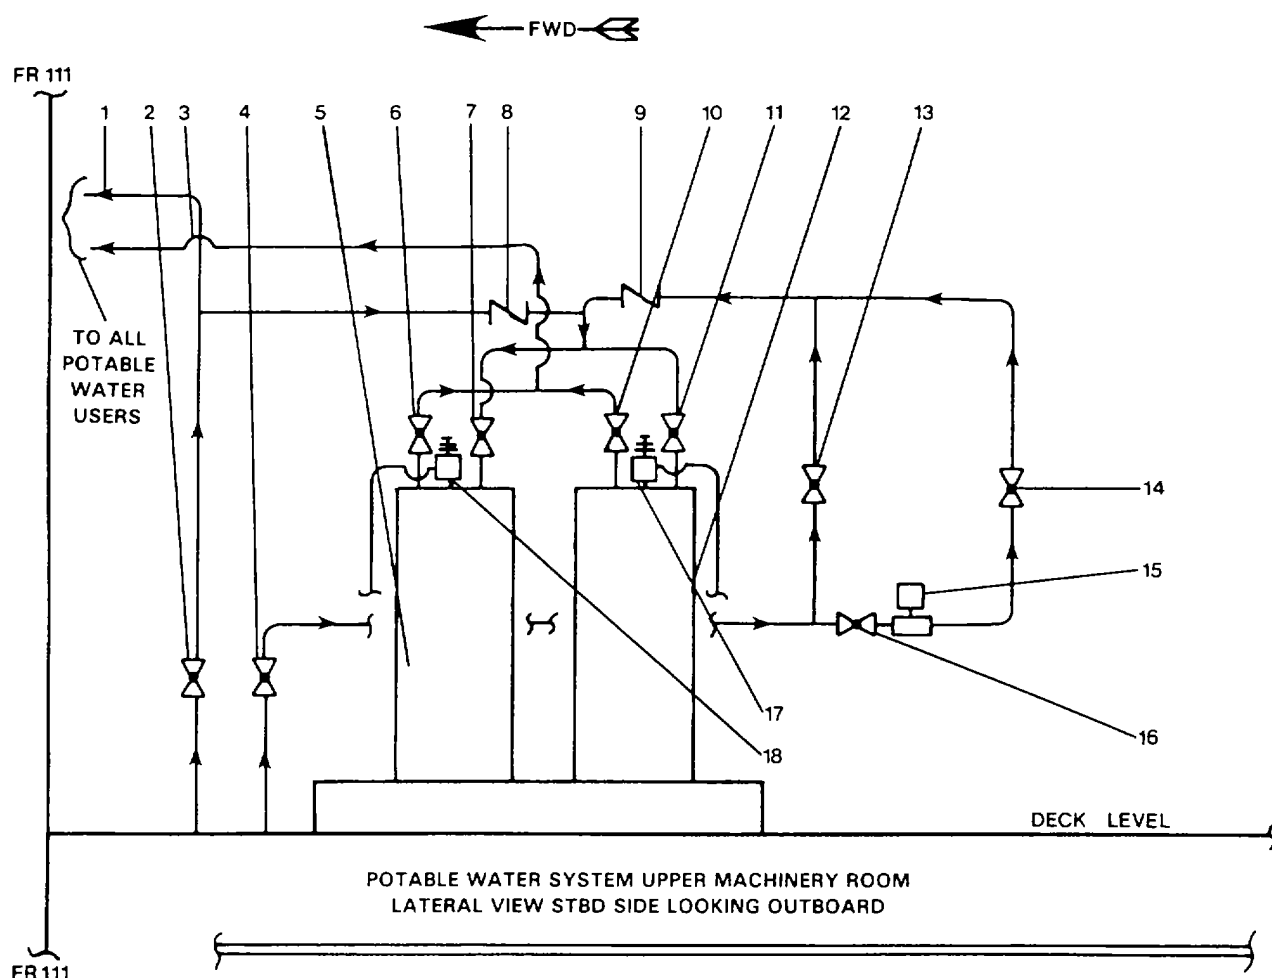 FWD
FR 111
1 2 3 4 5 6 7 8 9 10 11 12 13
TO ALL
POTABLE
WATER
USERS
14
15
17
16
18
DECK LEVEL
POTABLE WATER SYSTEM UPPER MACHINERY ROOM
LATERAL VIEW STBD SIDE LOOKING OUTBOARD
FR 111